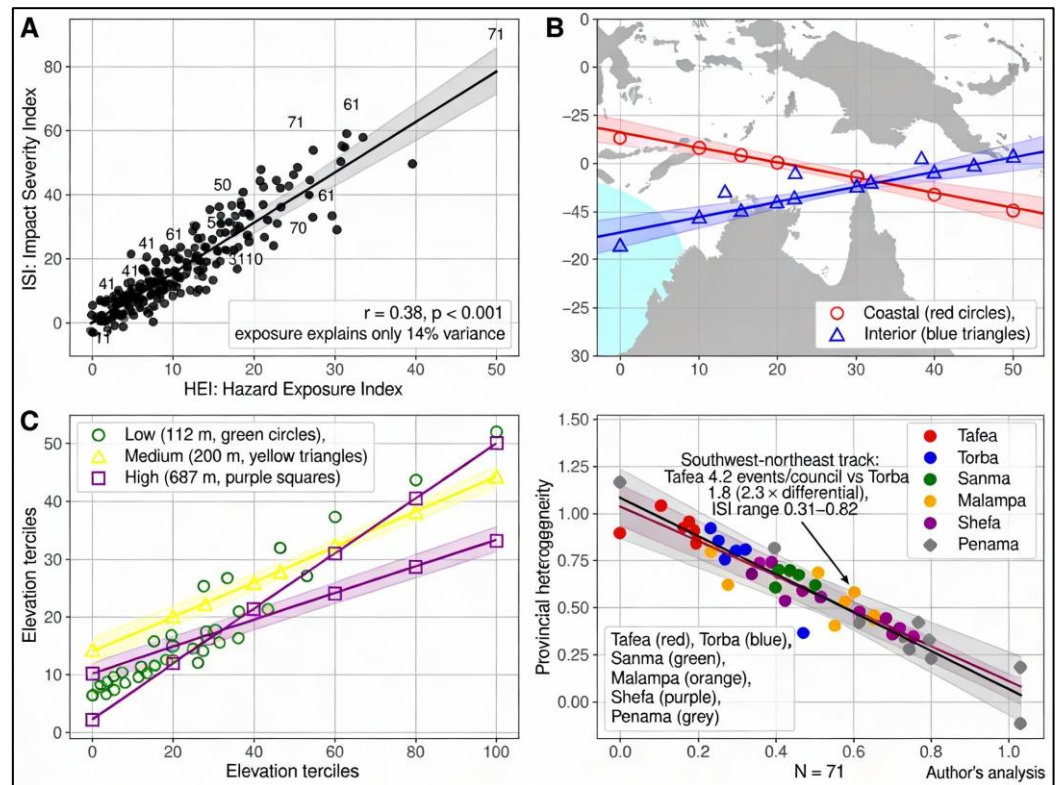 A
ISI: Impact Severity Index
80
60
40
20
0
71
61
71
50
61
5
70
61
41
3110
41
41
11
r = 0.38, p < 0.001
exposure explains only 14% variance
0 10 20 30 40 50
HEI: Hazard Exposure Index
B
0
0
-25
0
-45
-20
-25
30
Coastal (red circles),
Interior (blue triangles)
0 10 20 30 40 50
C
Elevation terciles
50
40
30
20
10
0
Low (112 m, green circles),
Medium (200 m, yellow triangles)
High (687 m, purple squares)
0 20 40 60 80 100
Elevation terciles
Provincial heteroggneity
1.50
1.25
1.00
0.75
0.50
0.25
0.00
Southwest-northeast track:
Tafea 4.2 events/council vs Torba
1.8 (2.3 × differential),
ISI range 0.31–0.82
Tafea
Torba
Sanma
Malampa
Shefa
Penama
Tafea (red), Torba (blue),
Sanma (green),
Malampa (orange),
Shefa (purple),
Penama (grey)
0.0 0.2 0.4 0.6 0.8 1.0
N = 71
Author's analysis